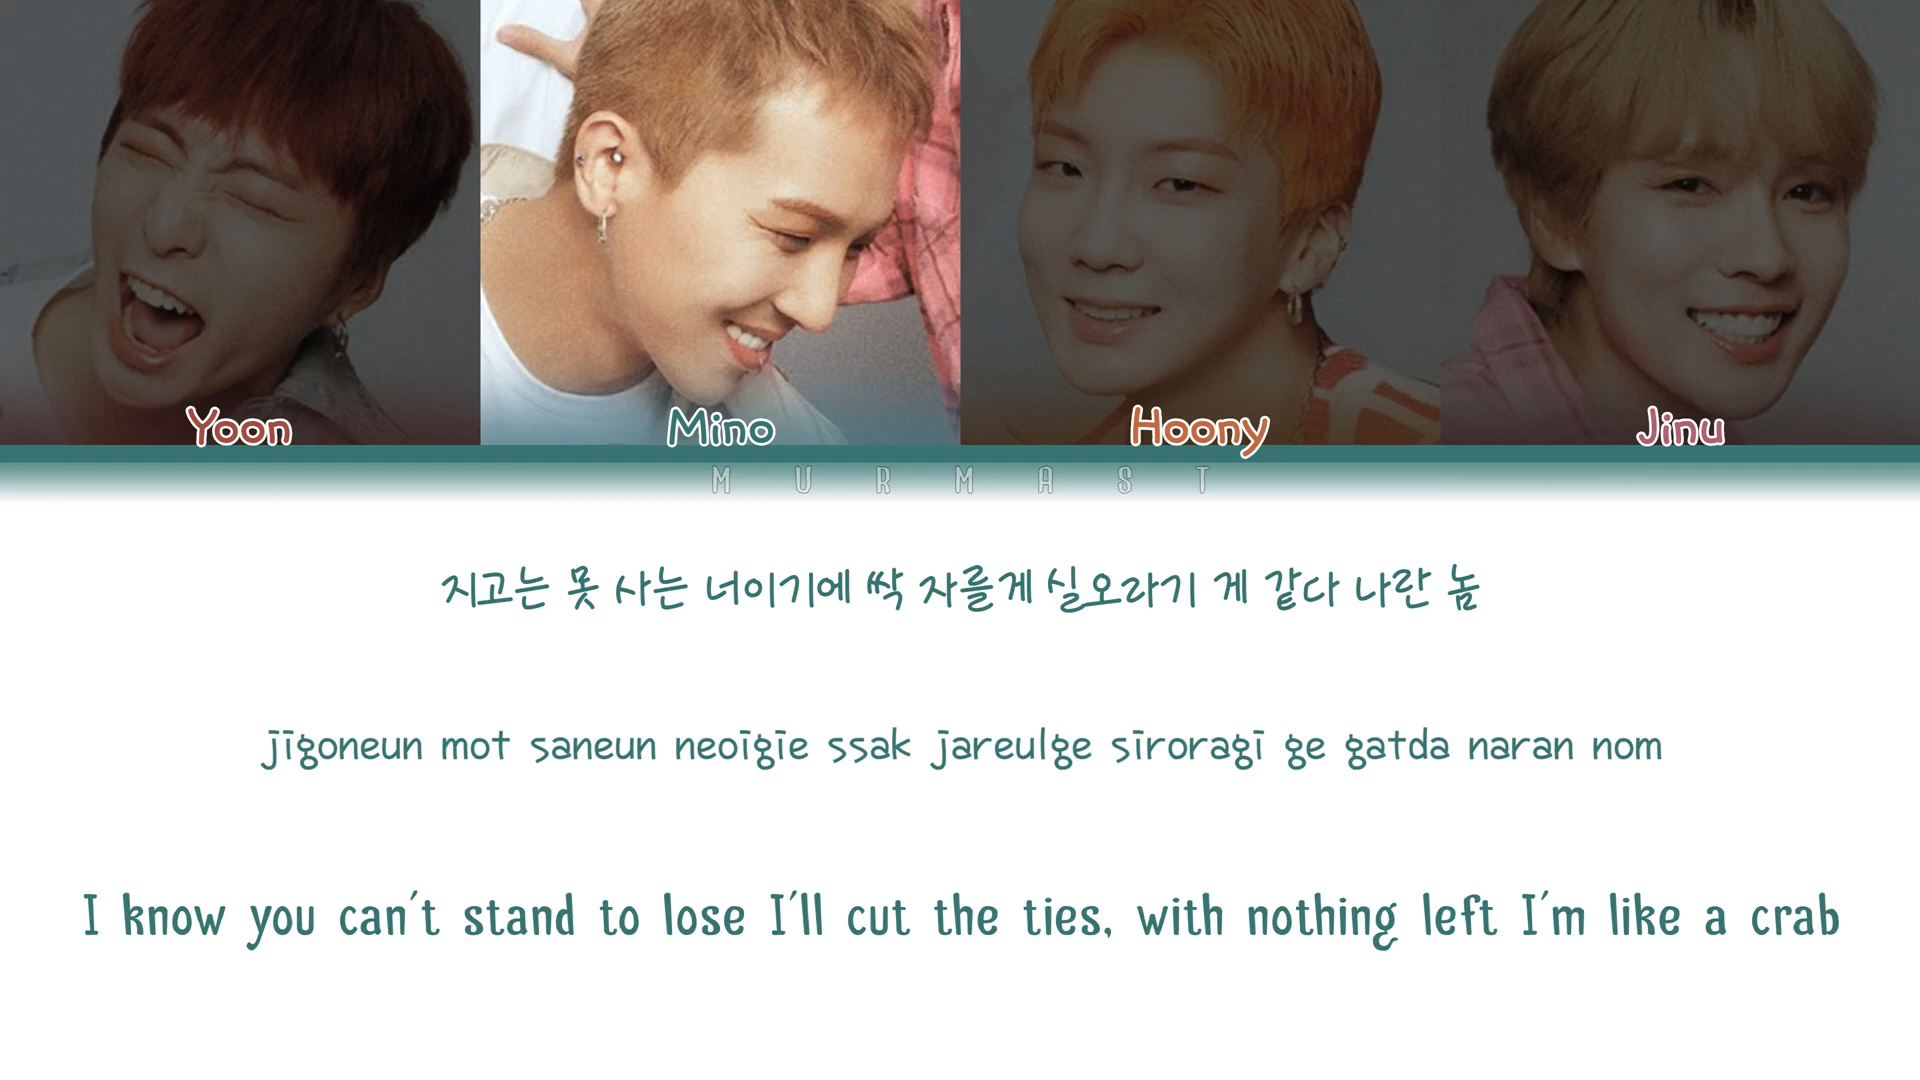 Yoon Mino Hoony Jinu
MURMAST
지고는 못 사는 너이기에 싹 자를게 실오라기 게 같다 나란 놈
jigoneun mot saneun neoigie ssak jareulge siroragi ge gatda naran nom
I know you can't stand to lose I'll cut the ties, with nothing left I'm like a crab